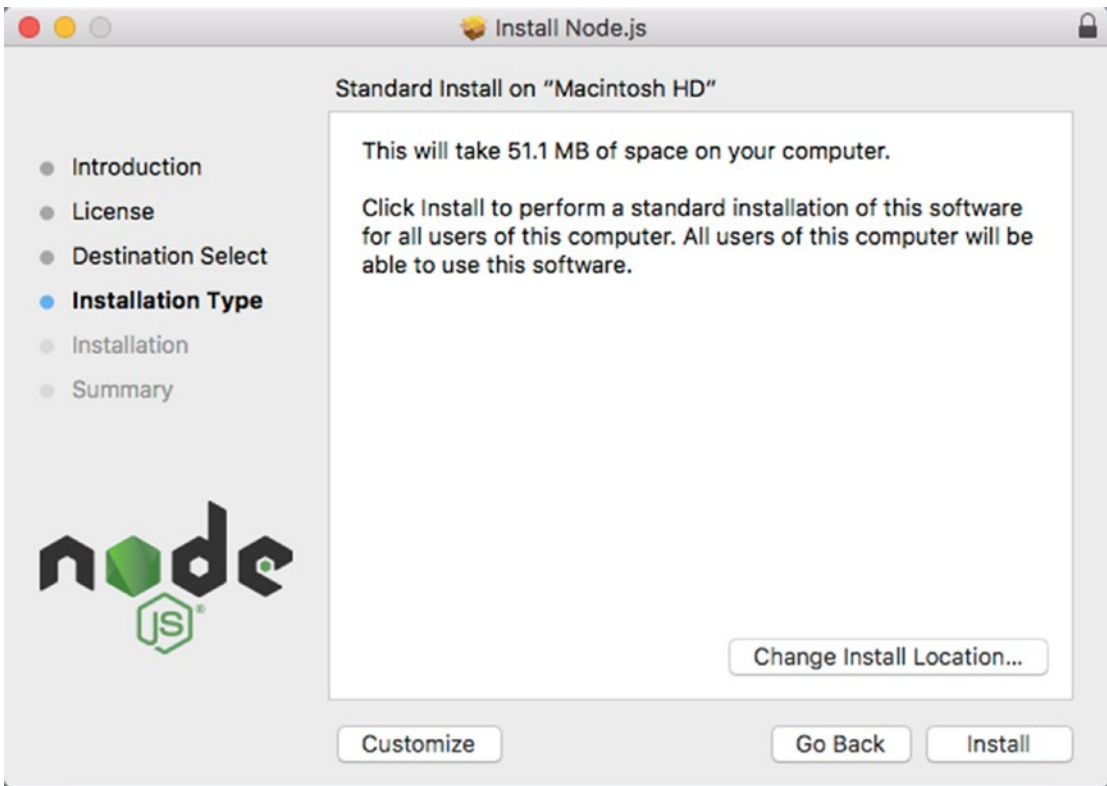 Install Node.js
Standard Install on "Macintosh HD"
Introduction
License
Destination Select
Installation Type
Installation
Summary
This will take 51.1 MB of space on your computer.
Click Install to perform a standard installation of this software
for all users of this computer. All users of this computer will be
able to use this software.
node
JS®
Change Install Location...
Customize
Go Back
Install